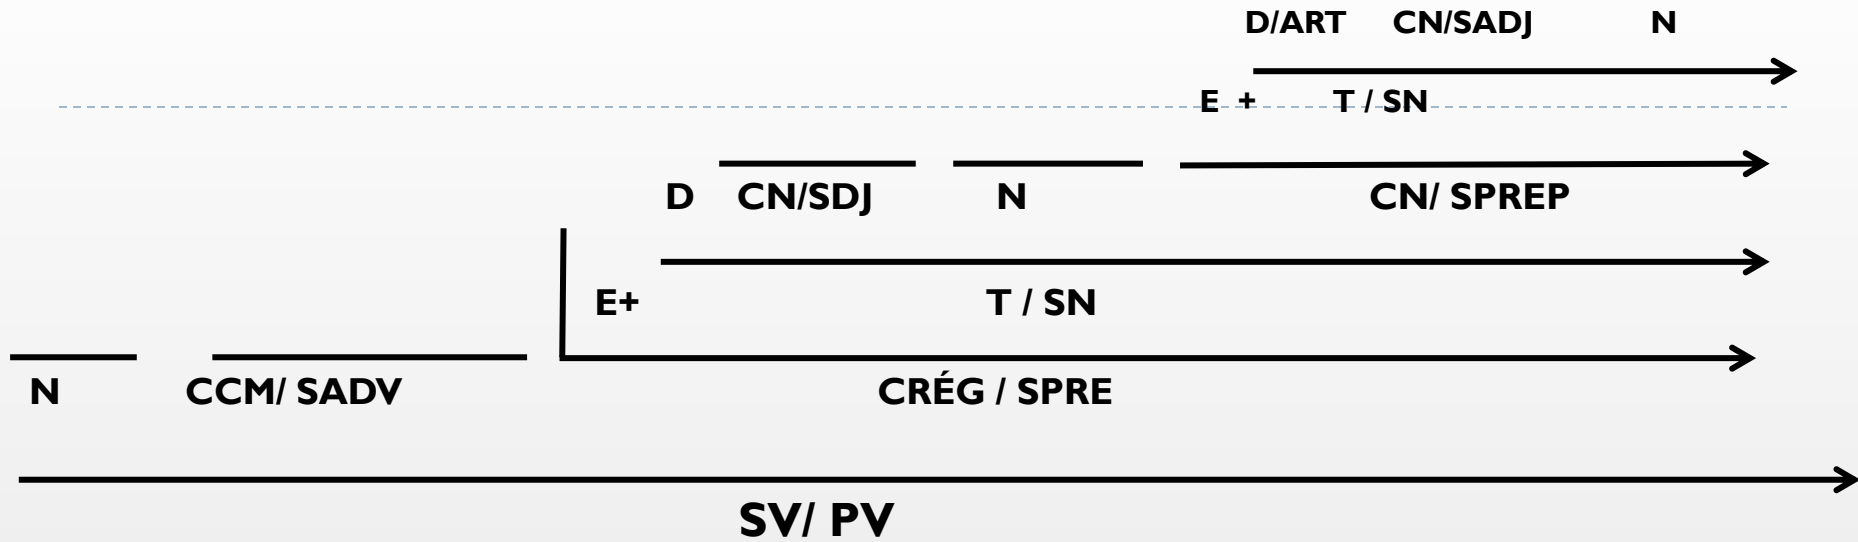 D/ART CN/SADJ N
E + T / SN
D CN/SDJ N CN/ SPREP
E+ T / SN
N CCM/ SADV CRÉG / SPRE
SV/ PV